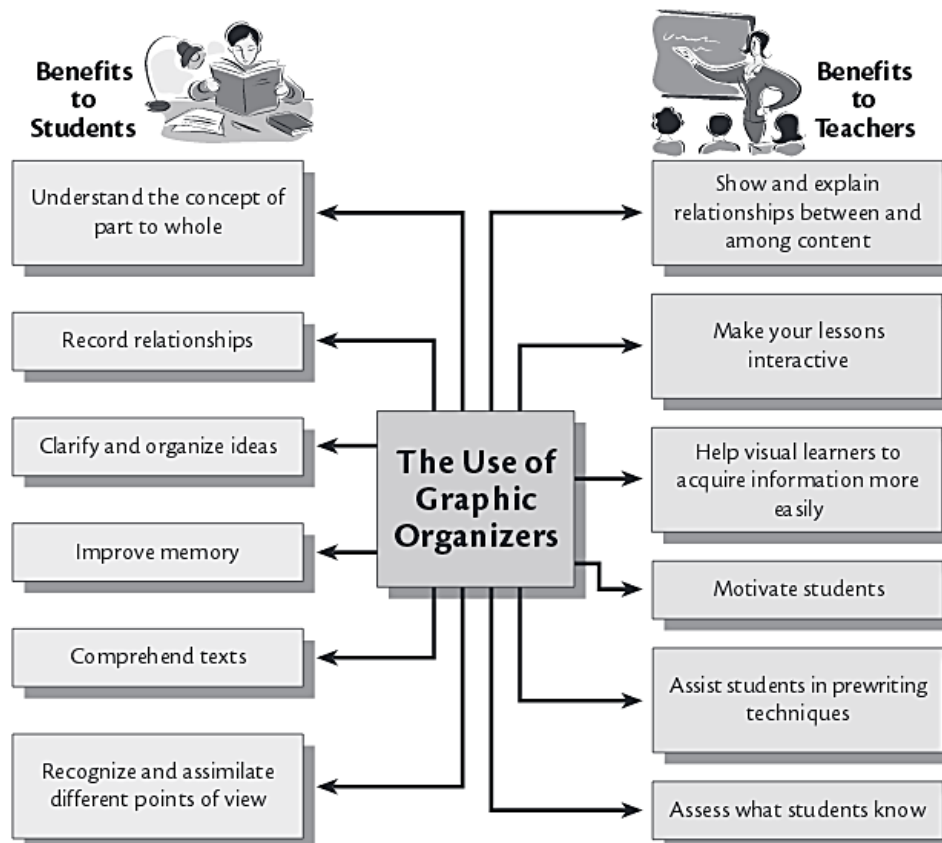 Benefits
to
Students
Understand the concept of
part to whole
Record relationships
Clarify and organize ideas
Improve memory
Comprehend texts
Recognize and assimilate
different points of view
The Use of
Graphic
Organizers
Benefits
to
Teachers
Show and explain
relationships between and
among content
Make your lessons
interactive
Help visual learners to
acquire information more
easily
Motivate students
Assist students in prewriting
techniques
Assess what students know